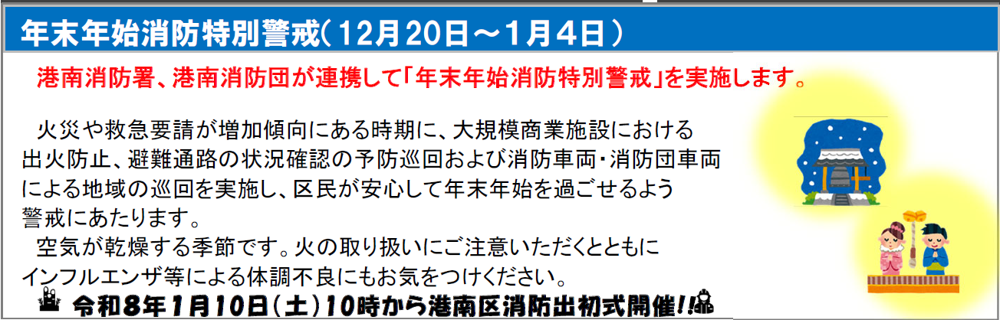 年末年始消防特別警戒(12月20日~1月4日)
港南消防署、港南消防団が連携して「年末年始消防特別警戒」を実施します。
火災や救急要請が増加傾向にある時期に、大規模商業施設における
出火防止、避難通路の状況確認の予防巡回および消防車両・消防団車両
による地域の巡回を実施し、区民が安心して年末年始を過ごせるよう
警戒にあたります。
空気が乾燥する季節です。火の取り扱いにご注意いただくとともに
インフルエンザ等による体調不良にもお気をつけください。
令和8年1月10日(土)10時から港南区消防出初式開催!!